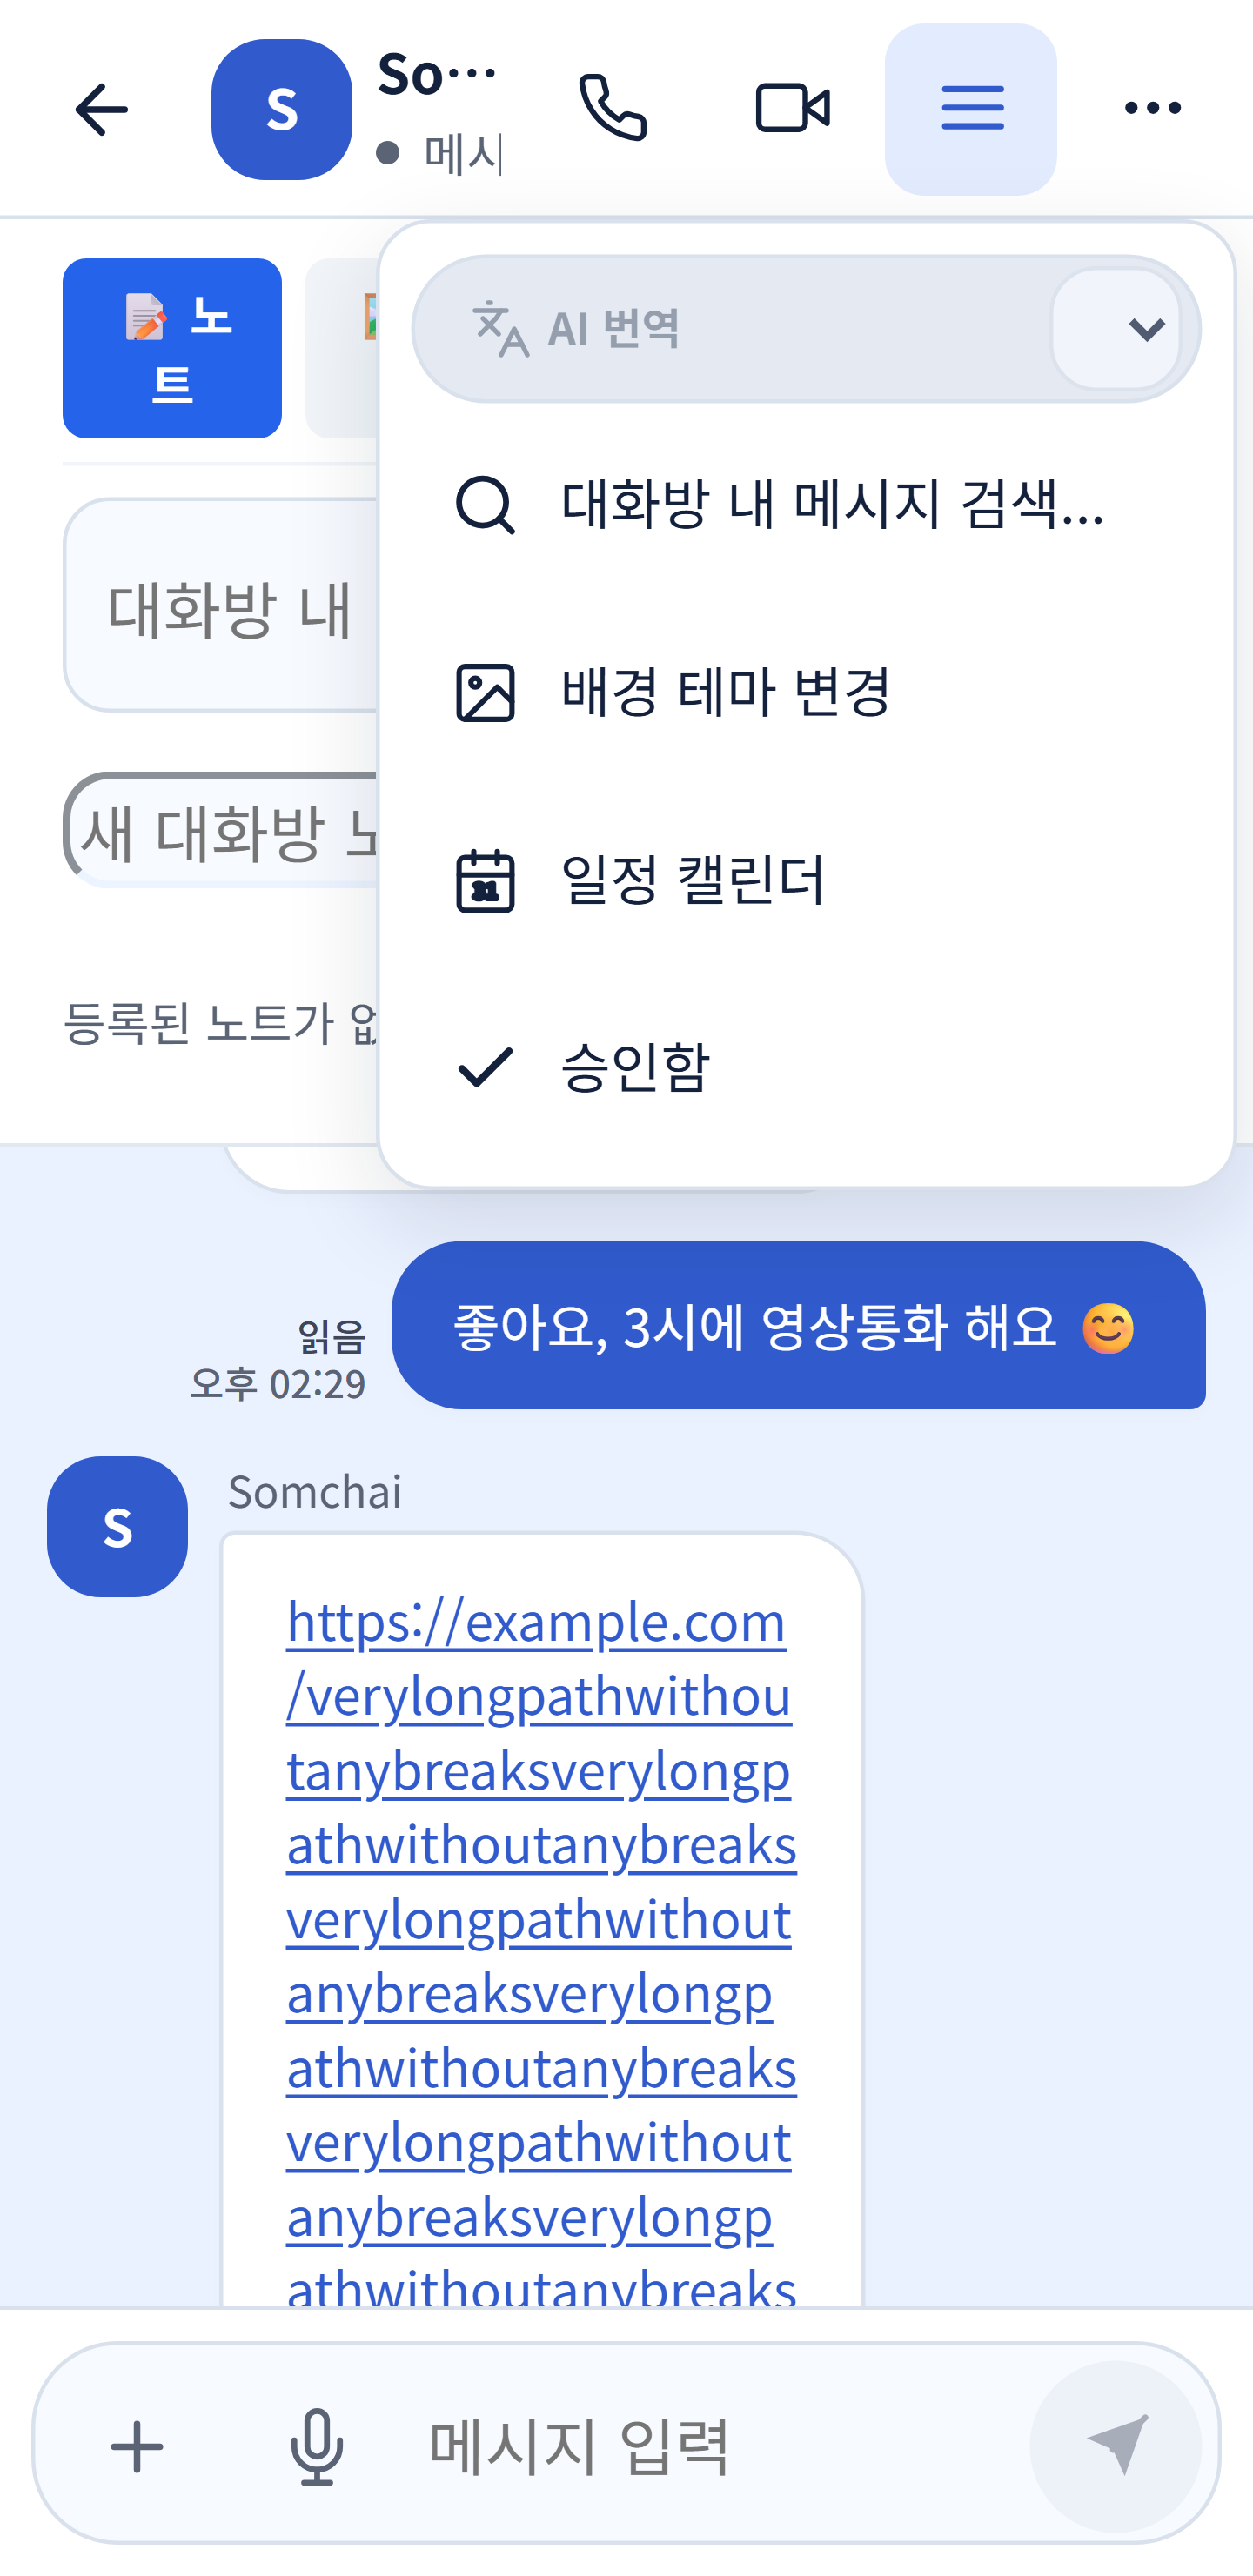 S
So…
메시
📝 노
트
AI 번역
대화방 내 메시지 검색...
대화방 내
배경 테마 변경
새 대화방
31 일정 캘린더
등록된 노트가
승인함
좋아요, 3시에 영상통화 해요 😊
읽음
오후 02:29
S
Somchai
https://example.com
/verylongpathwithou
tanybreaksverylongp
athwithoutanybreaks
verylongpathwithout
anybreaksverylongp
athwithoutanybreaks
verylongpathwithout
anybreaksverylongp
athwithoutanybreaks
메시지 입력